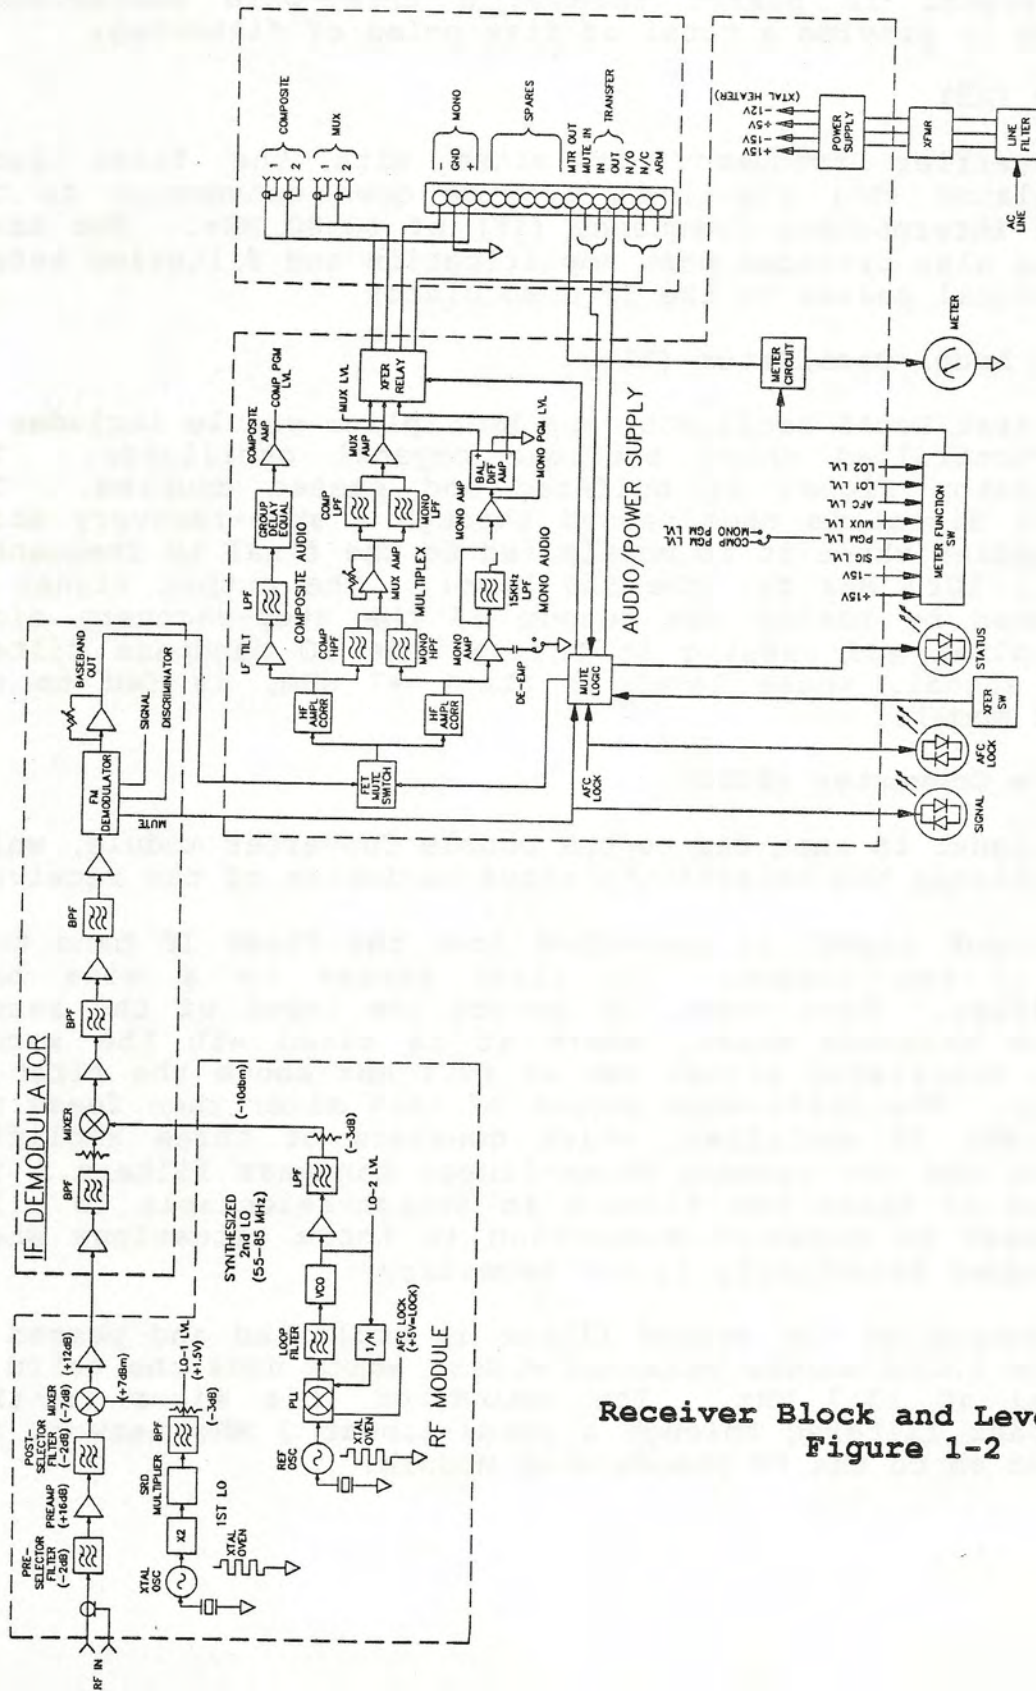 RF IN
PRE-
SELECTOR
FILTER
(-2dB)
PREAMP
(+16dB)
POST-
SELECTOR
FILTER
(-2dB)
MIXER
(-7dB)
(+12dB)
(+7dBm)
LO-1 LVL
(+1.5V)
(-3dB)
BPF
SRD
MULTIPLIER
X2
XTAL
OSC
1ST LO
XTAL
OVEN
REF
OSC
XTAL
OVEN
PLL
LOOP
FILTER
VCO
1/N
AFC LOCK
(+5V=LOCK)
LO-2 LVL
LPF
(-3dB)
(-10dbm)
SYNTHESIZED
2nd LO
(55-85 MHz)
RF MODULE
IF DEMODULATOR
BPF
MIXER
BPF
BPF
FM
DEMODULATOR
BASEBAND
OUT
SIGNAL
DISCRIMINATOR
MUTE
FET
MUTE
SWITCH
HF
AMPL
CORR
HF
AMPL
CORR
LF TILT
LPF
GROUP
DELAY
EQUAL
COMPOSITE
AMP
COMP PGM
LVL
COMPOSITE AUDIO
COMP
HPF
MONO
HPF
MUX AMP
MULTIPLEX
COMP
LPF
MONO
LPF
MUX
AMP
MUX LVL
XFER
RELAY
MONO
AMP
DE-EMP
15KHz
LPF
MONO AMP
BAL +
DIFF
AMP -
MONO PGM LVL
MONO AUDIO
MUTE
LOGIC
AFC
LOCK
AUDIO/POWER SUPPLY
1
2
COMPOSITE
1
2
MUX
-
GND
+
MONO
SPARES
MTR OUT
MUTE IN
IN
OUT
TRANSFER
N/O
N/C
ARM
SIGNAL
AFC
LOCK
XFER
SW
STATUS
METER FUNCTION
SW
+15V
-15V
SIG LVL
PGM LVL
MUX LVL
AFC LVL
LO1 LVL
LO2 LVL
COMP
PGM LVL
MONO
PGM LVL
METER
CIRCUIT
METER
+15V
-15V
+5V
-12V
(XTAL HEATER)
POWER
SUPPLY
XFMR
LINE
FILTER
AC
LINE
Receiver Block and Leve
Figure 1-2